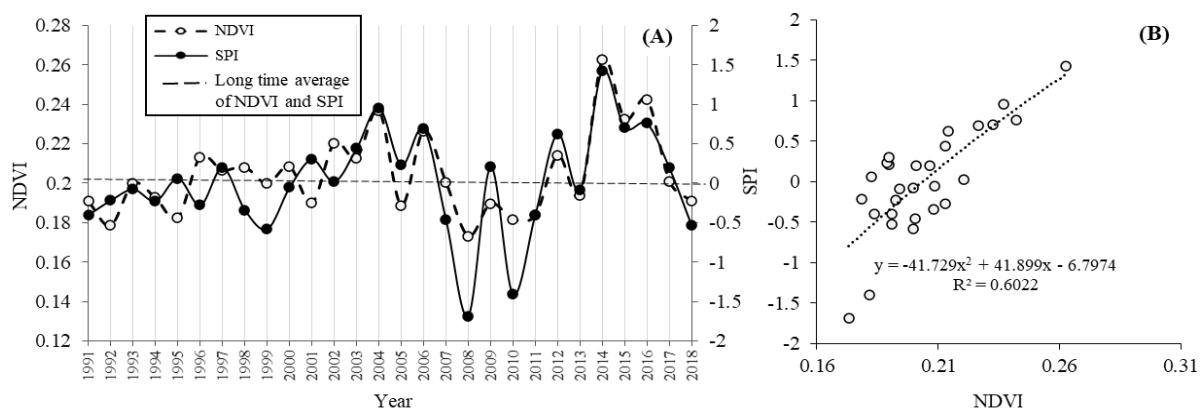 NDVI
SPI
Long time average
of NDVI and SPI
(A)
NDVI
0.28
0.26
0.24
0.22
0.2
0.18
0.16
0.14
0.12
2
1.5
1
0.5
0
-0.5
-1
-1.5
-2
SPI
1991 1992 1993 1994 1995 1996 1997 1998 1999 2000 2001 2002 2003 2004 2005 2006 2007 2008 2009 2010 2011 2012 2013 2014 2015 2016 2017 2018
Year
(B)
2
1.5
1
0.5
0
-0.5
-1
-1.5
-2
y = -41.729x² + 41.899x - 6.7974
R² = 0.6022
0.16 0.21 0.26 0.31
NDVI